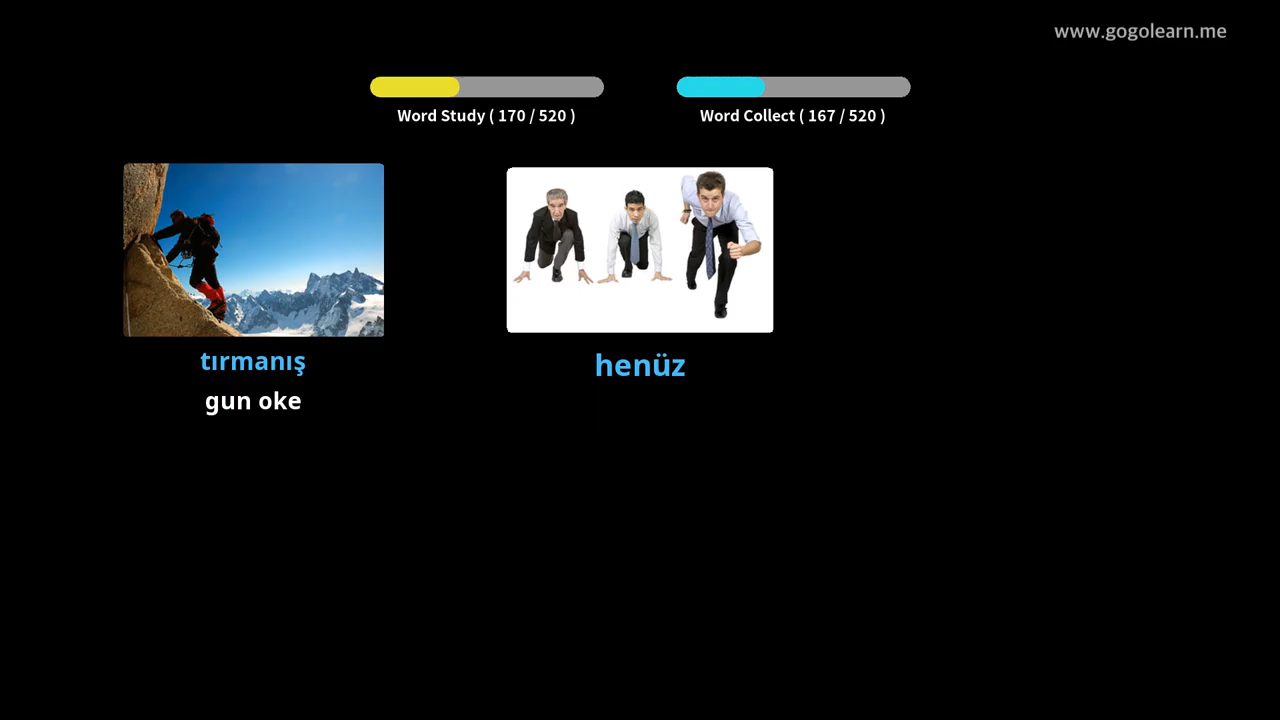 www.gogolearn.me
Word Study ( 170 / 520 )
Word Collect ( 167 / 520 )
tırmanış
gun oke
henüz